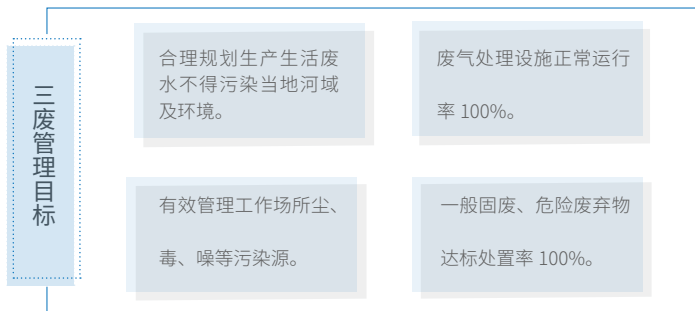 三废管理目标
合理规划生产生活废
水不得污染当地河域
及环境。
废气处理设施正常运行
率 100%。
有效管理工作场所尘、
毒、噪等污染源。
一般固废、危险废弃物
达标处置率 100%。